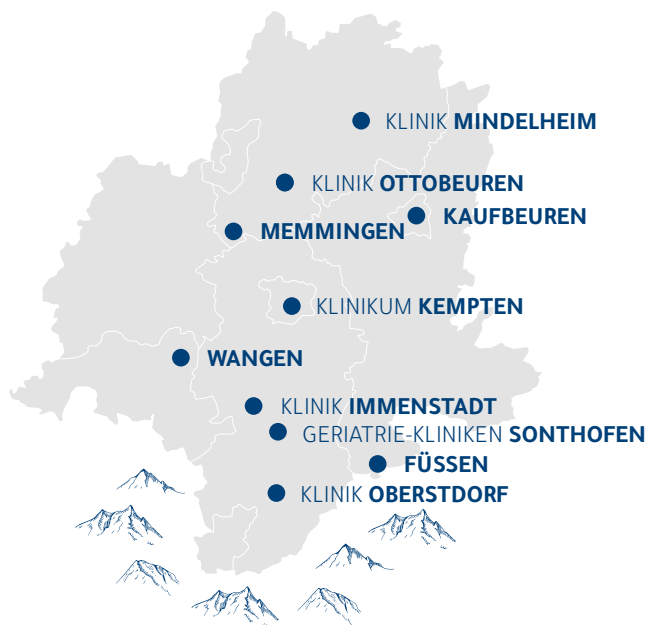 KLINIK MINDELHEIM
KLINIK OTTOBEUREN
KAUFBEUREN
MEMMINGEN
KLINIKUM KEMPTEN
WANGEN
KLINIK IMMENSTADT
GERIATRIE-KLINIKEN SONTHOFEN
FÜSSEN
KLINIK OBERSTDORF